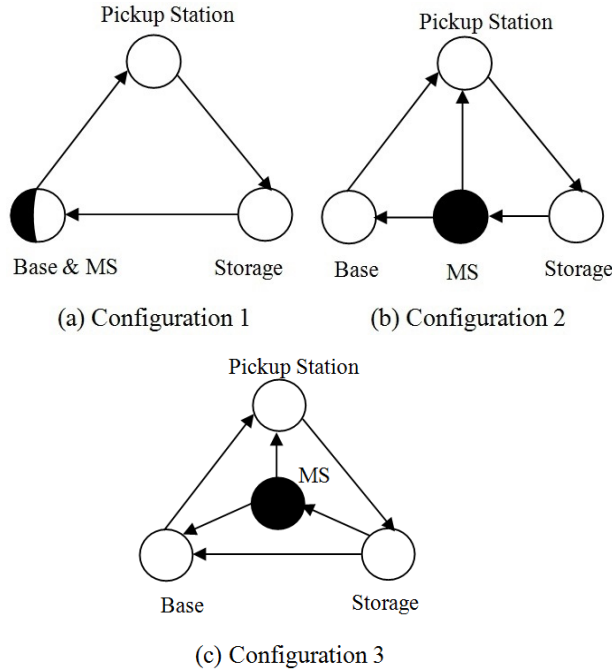 Pickup Station
Base & MS
Storage
(a) Configuration 1
Pickup Station
Base
MS
Storage
(b) Configuration 2
Pickup Station
MS
Base
Storage
(c) Configuration 3